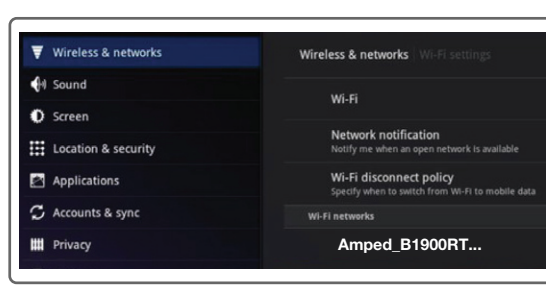 Wireless & networks
Sound
Screen
Location & security
Applications
Accounts & sync
Privacy
Wireless & networks Wi-Fi settings
Wi-Fi
Network notification
Notify me when an open network is available
Wi-Fi disconnect policy
Specify when to switch from Wi-Fi to mobile data
Wi-Fi networks
Amped_B1900RT...